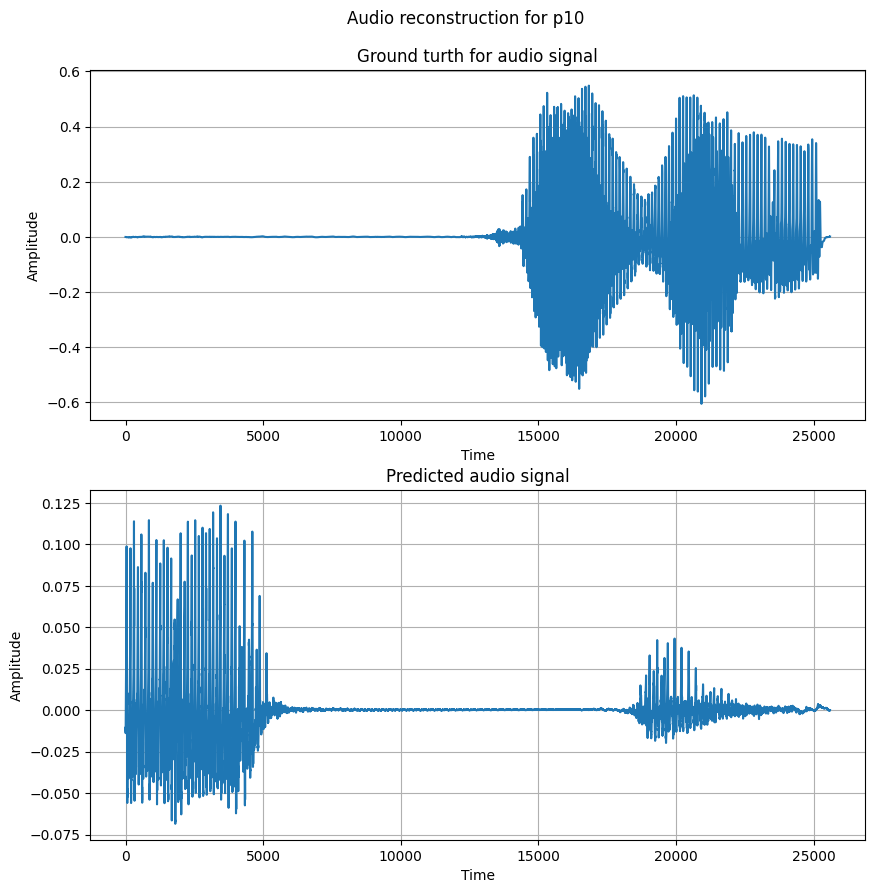 Audio reconstruction for p10
Ground turth for audio signal
0.6
0.4
0.2
0.0
−0.2
−0.4
−0.6
Amplitude
0 5000 10000 15000 20000 25000
Time
Predicted audio signal
0.125
0.100
0.075
0.050
0.025
0.000
−0.025
−0.050
−0.075
Amplitude
0 5000 10000 15000 20000 25000
Time